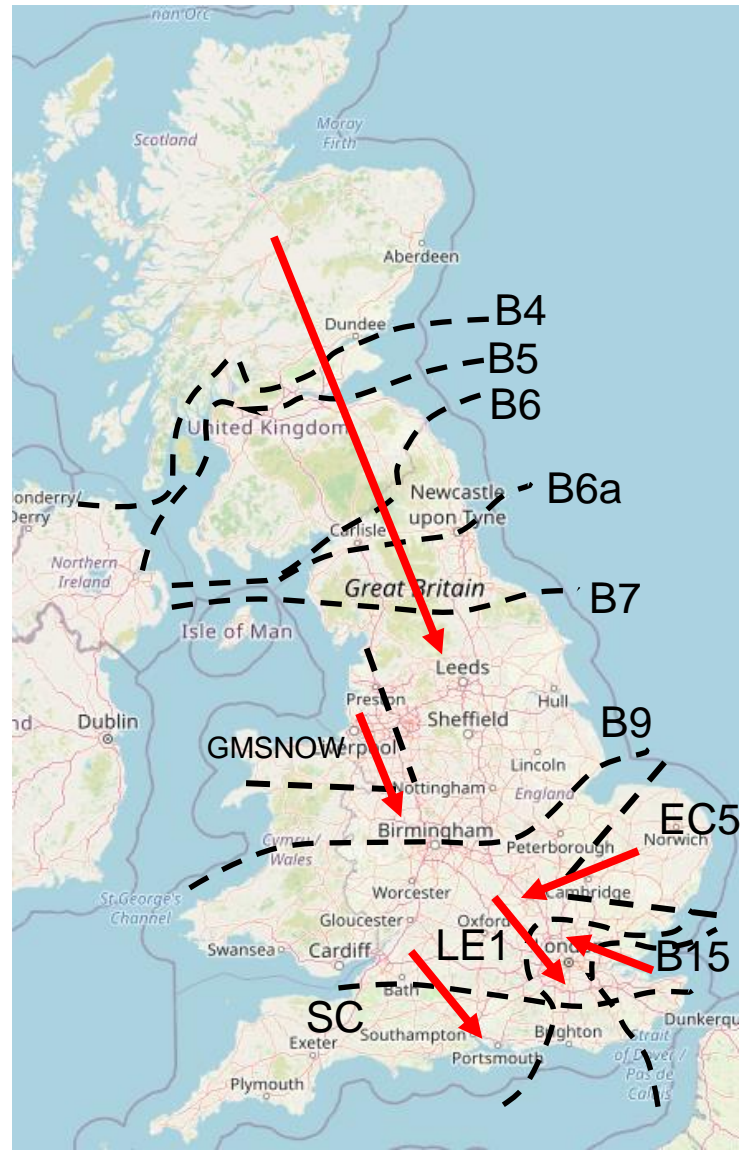 nan Orc
Moray
Firth
Scotland
Aberdeen
B4
Dundee
B5
B6
United Kingdom
B6a
Newcastle
upon Tyne
onderry/
Derry
Carlisle
Northern
Ireland
Great Britain
B7
Isle of Man
Leeds
Preston
Hull
Dublin
Sheffield
B9
GMSNOW
Liverpool
Lincoln
nd
Nottingham
England
EC5
Birmingham
Norwich
Cymru /
Wales
Peterborough
St George's
Channel
Worcester
Cambridge
Gloucester
Oxford
LE1
London
B15
Swansea
Cardiff
Bath
SC
Southampton
Brighton
Dunkerqu
Exeter
Portsmouth
Strait
of Dover /
Pas de
Calais
Plymouth